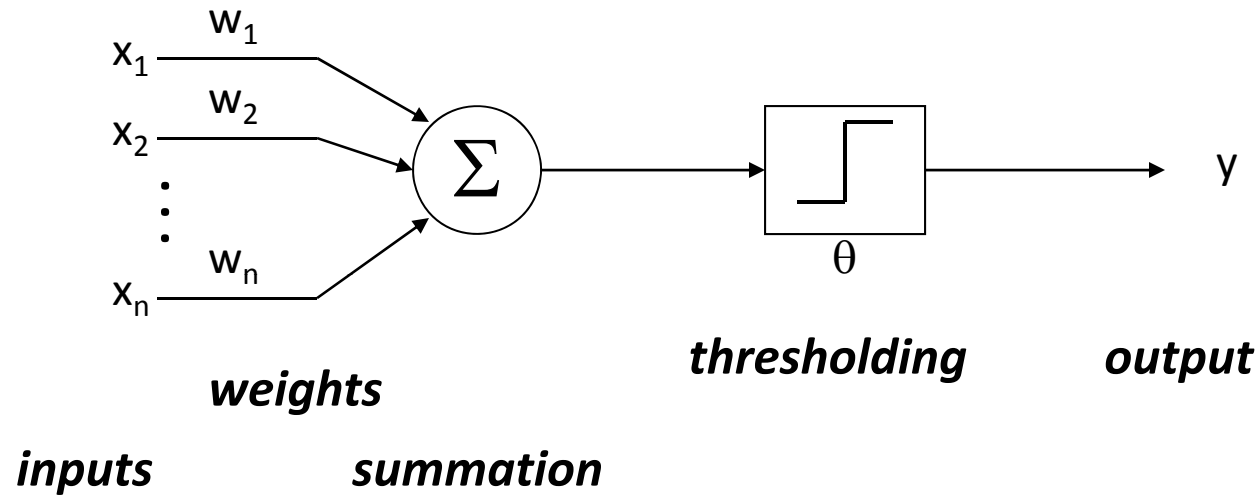 w₁
x₁
w₂
x₂
Σ
y
wₙ
θ
xₙ
thresholding output
weights
inputs summation